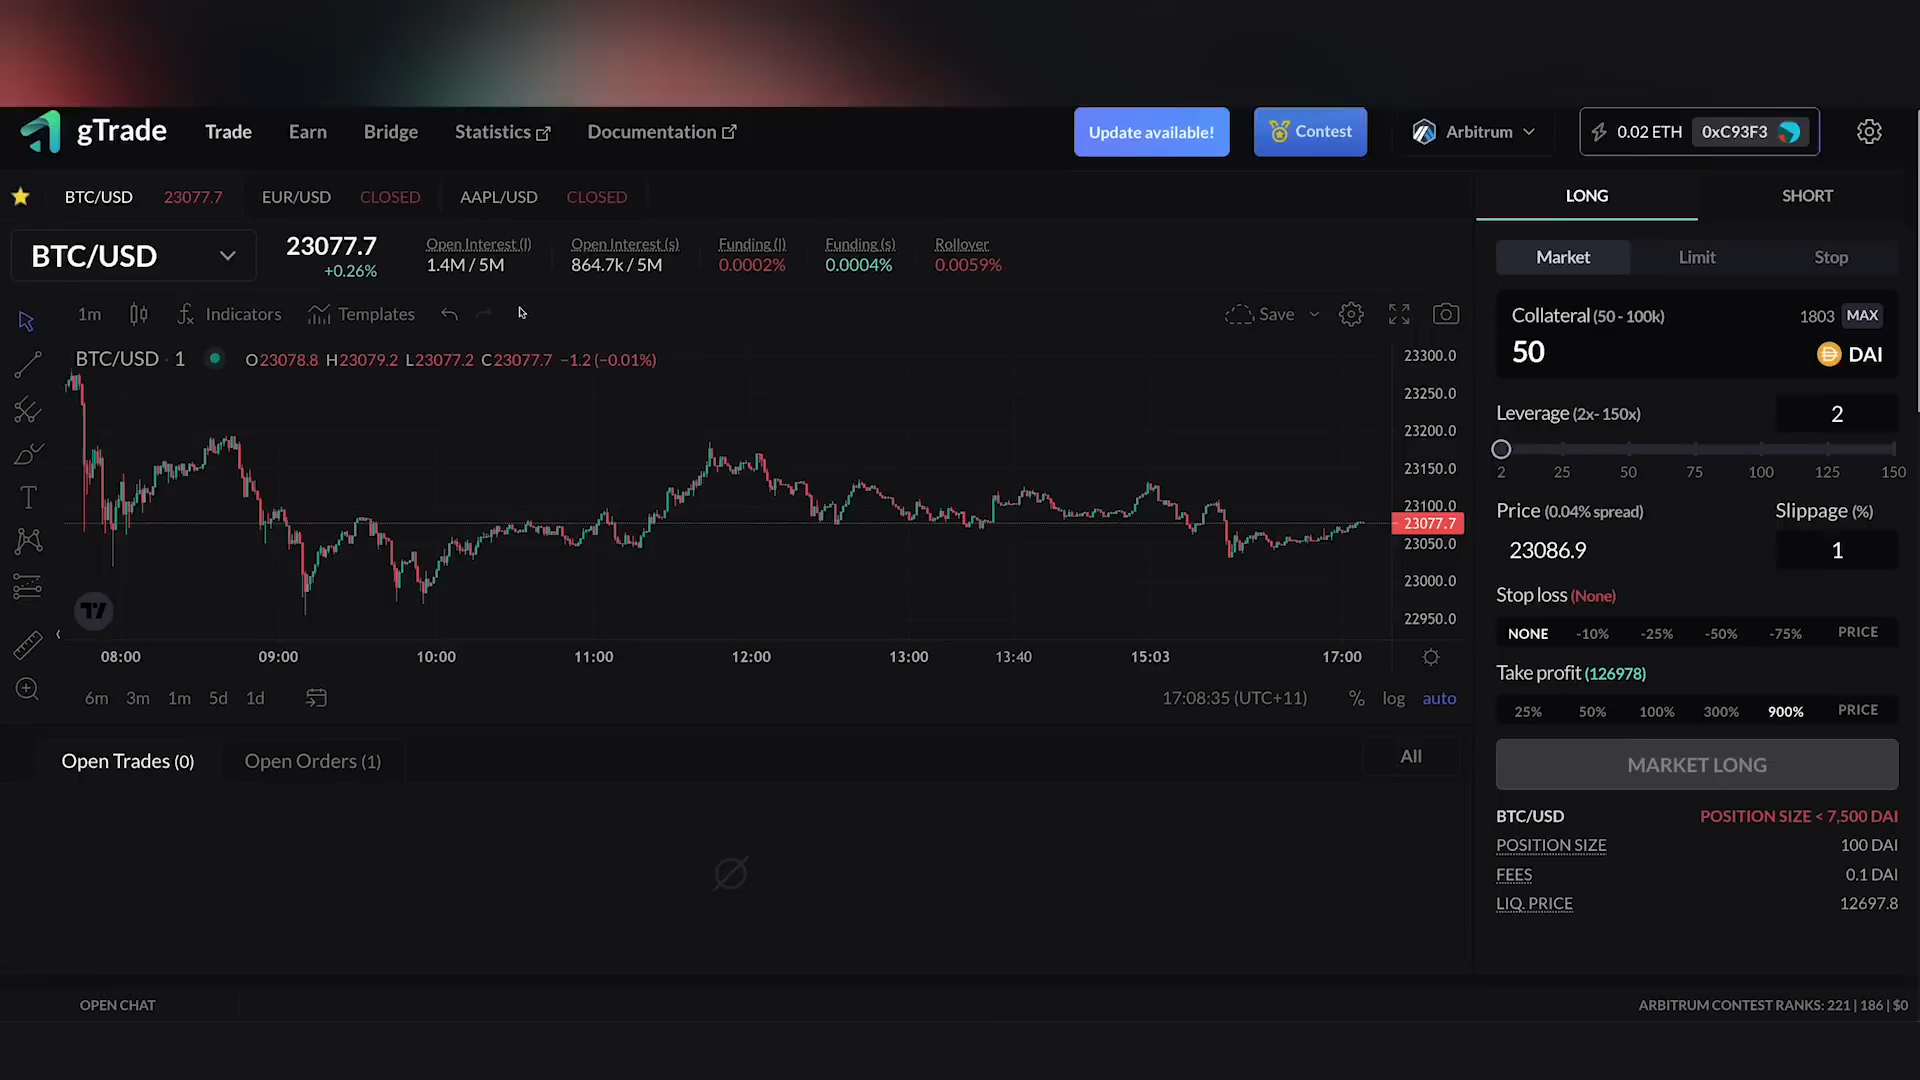 gTrade Trade Earn Bridge Statistics Documentation Update available! Contest Arbitrum 0.02 ETH 0xC93F3
BTC/USD 23077.7 EUR/USD CLOSED AAPL/USD CLOSED
LONG SHORT
BTC/USD 23077.7 +0.26%
Open Interest (l) Open Interest (s) Funding (l) Funding (s) Rollover
1.4M / 5M 864.7k / 5M 0.0002% 0.0004% 0.0059%
Market Limit Stop
1m Indicators Templates Save
BTC/USD · 1 O23078.8 H23079.2 L23077.2 C23077.7 −1.2 (−0.01%)
23300.0
23250.0
23200.0
23150.0
23100.0
23077.7
23050.0
23000.0
22950.0
08:00 09:00 10:00 11:00 12:00 13:00 13:40 15:03 17:00
6m 3m 1m 5d 1d 17:08:35 (UTC+11) % log auto
Collateral (50 - 100k) 1803 MAX
50 DAI
Leverage (2x- 150x) 2
2 25 50 75 100 125 150
Price (0.04% spread) Slippage (%)
23086.9 1
Stop loss (None)
NONE -10% -25% -50% -75% PRICE
Take profit (126978)
25% 50% 100% 300% 900% PRICE
MARKET LONG
BTC/USD POSITION SIZE < 7,500 DAI
POSITION SIZE 100 DAI
FEES 0.1 DAI
LIQ. PRICE 12697.8
Open Trades (0) Open Orders (1) All
OPEN CHAT ARBITRUM CONTEST RANKS: 221 | 186 | $0